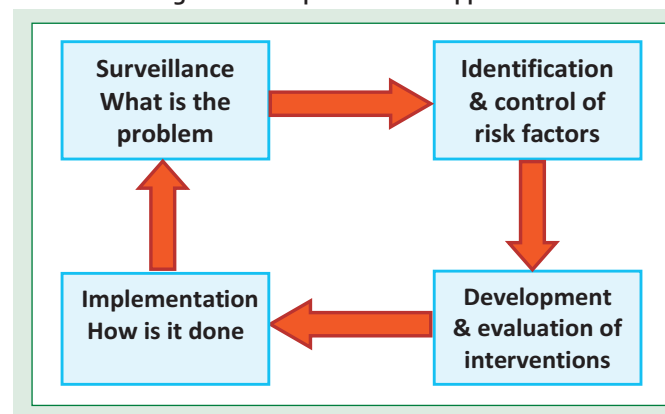 Surveillance
What is the
problem
Identification
& control of
risk factors
Implementation
How is it done
Development
& evaluation of
interventions